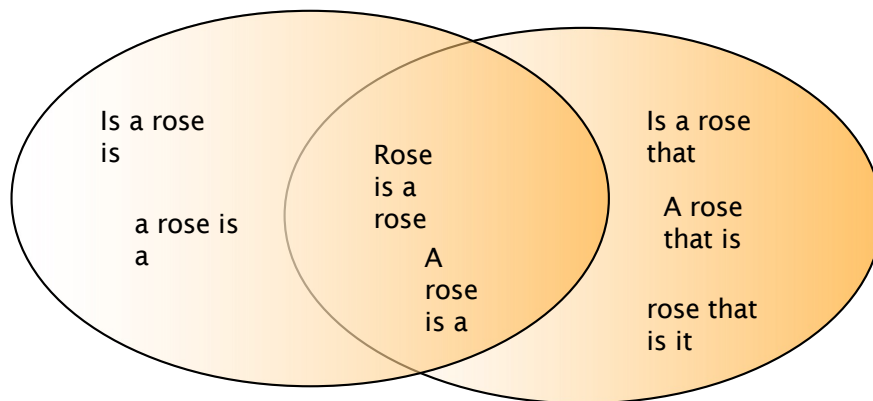 Is a rose
is
a rose is
a
Rose
is a
rose
A
rose
is a
Is a rose
that
A rose
that is
rose that
is it